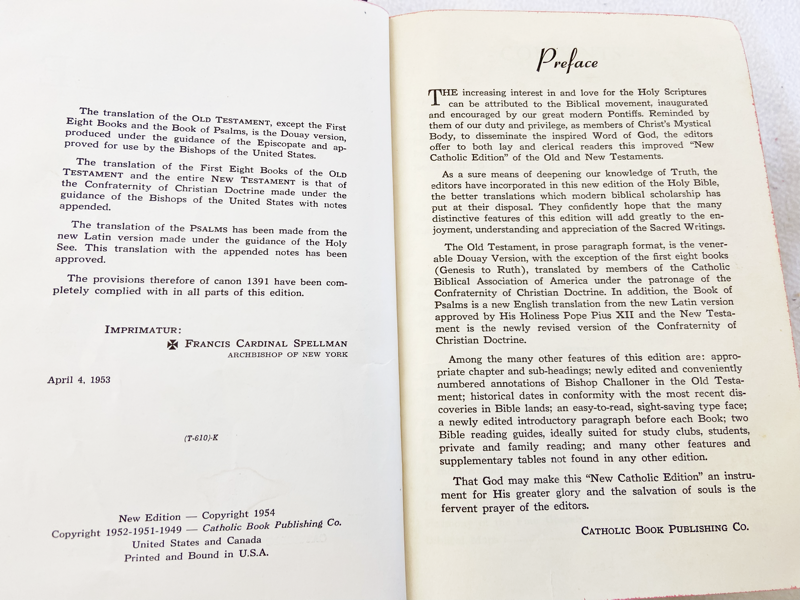 The translation of the OLD TESTAMENT, except the First
Eight Books and the Book of Psalms, is the Douay version,
produced under the guidance of the Episcopate and ap-
proved for use by the Bishops of the United States.
The translation of the First Eight Books of the OLD
TESTAMENT and the entire NEW TESTAMENT is that of
the Confraternity of Christian Doctrine made under the
guidance of the Bishops of the United States with notes
appended.
The translation of the PSALMS has been made from the
new Latin version made under the guidance of the Holy
See. This translation with the appended notes has been
approved.
The provisions therefore of canon 1391 have been com-
pletely complied with in all parts of this edition.
IMPRIMATUR:
✠ FRANCIS CARDINAL SPELLMAN
ARCHBISHOP OF NEW YORK
April 4, 1953
(T-610)-K
New Edition — Copyright 1954
Copyright 1952-1951-1949 — Catholic Book Publishing Co.
United States and Canada
Printed and Bound in U.S.A.
Preface
THE increasing interest in and love for the Holy Scriptures
can be attributed to the Biblical movement, inaugurated
and encouraged by our great modern Pontiffs. Reminded by
them of our duty and privilege, as members of Christ's Mystical
Body, to disseminate the inspired Word of God, the editors
offer to both lay and clerical readers this improved "New
Catholic Edition" of the Old and New Testaments.
As a sure means of deepening our knowledge of Truth, the
editors have incorporated in this new edition of the Holy Bible,
the better translations which modern biblical scholarship has
put at their disposal. They confidently hope that the many
distinctive features of this edition will add greatly to the en-
joyment, understanding and appreciation of the Sacred Writings.
The Old Testament, in prose paragraph format, is the vener-
able Douay Version, with the exception of the first eight books
(Genesis to Ruth), translated by members of the Catholic
Biblical Association of America under the patronage of the
Confraternity of Christian Doctrine. In addition, the Book of
Psalms is a new English translation from the new Latin version
approved by His Holiness Pope Pius XII and the New Testa-
ment is the newly revised version of the Confraternity of
Christian Doctrine.
Among the many other features of this edition are: appro-
priate chapter and sub-headings; newly edited and conveniently
numbered annotations of Bishop Challoner in the Old Testa-
ment; historical dates in conformity with the most recent dis-
coveries in Bible lands; an easy-to-read, sight-saving type face;
a newly edited introductory paragraph before each Book; two
Bible reading guides, ideally suited for study clubs, students,
private and family reading; and many other features and
supplementary tables not found in any other edition.
That God may make this "New Catholic Edition" an instru-
ment for His greater glory and the salvation of souls is the
fervent prayer of the editors.
CATHOLIC BOOK PUBLISHING CO.